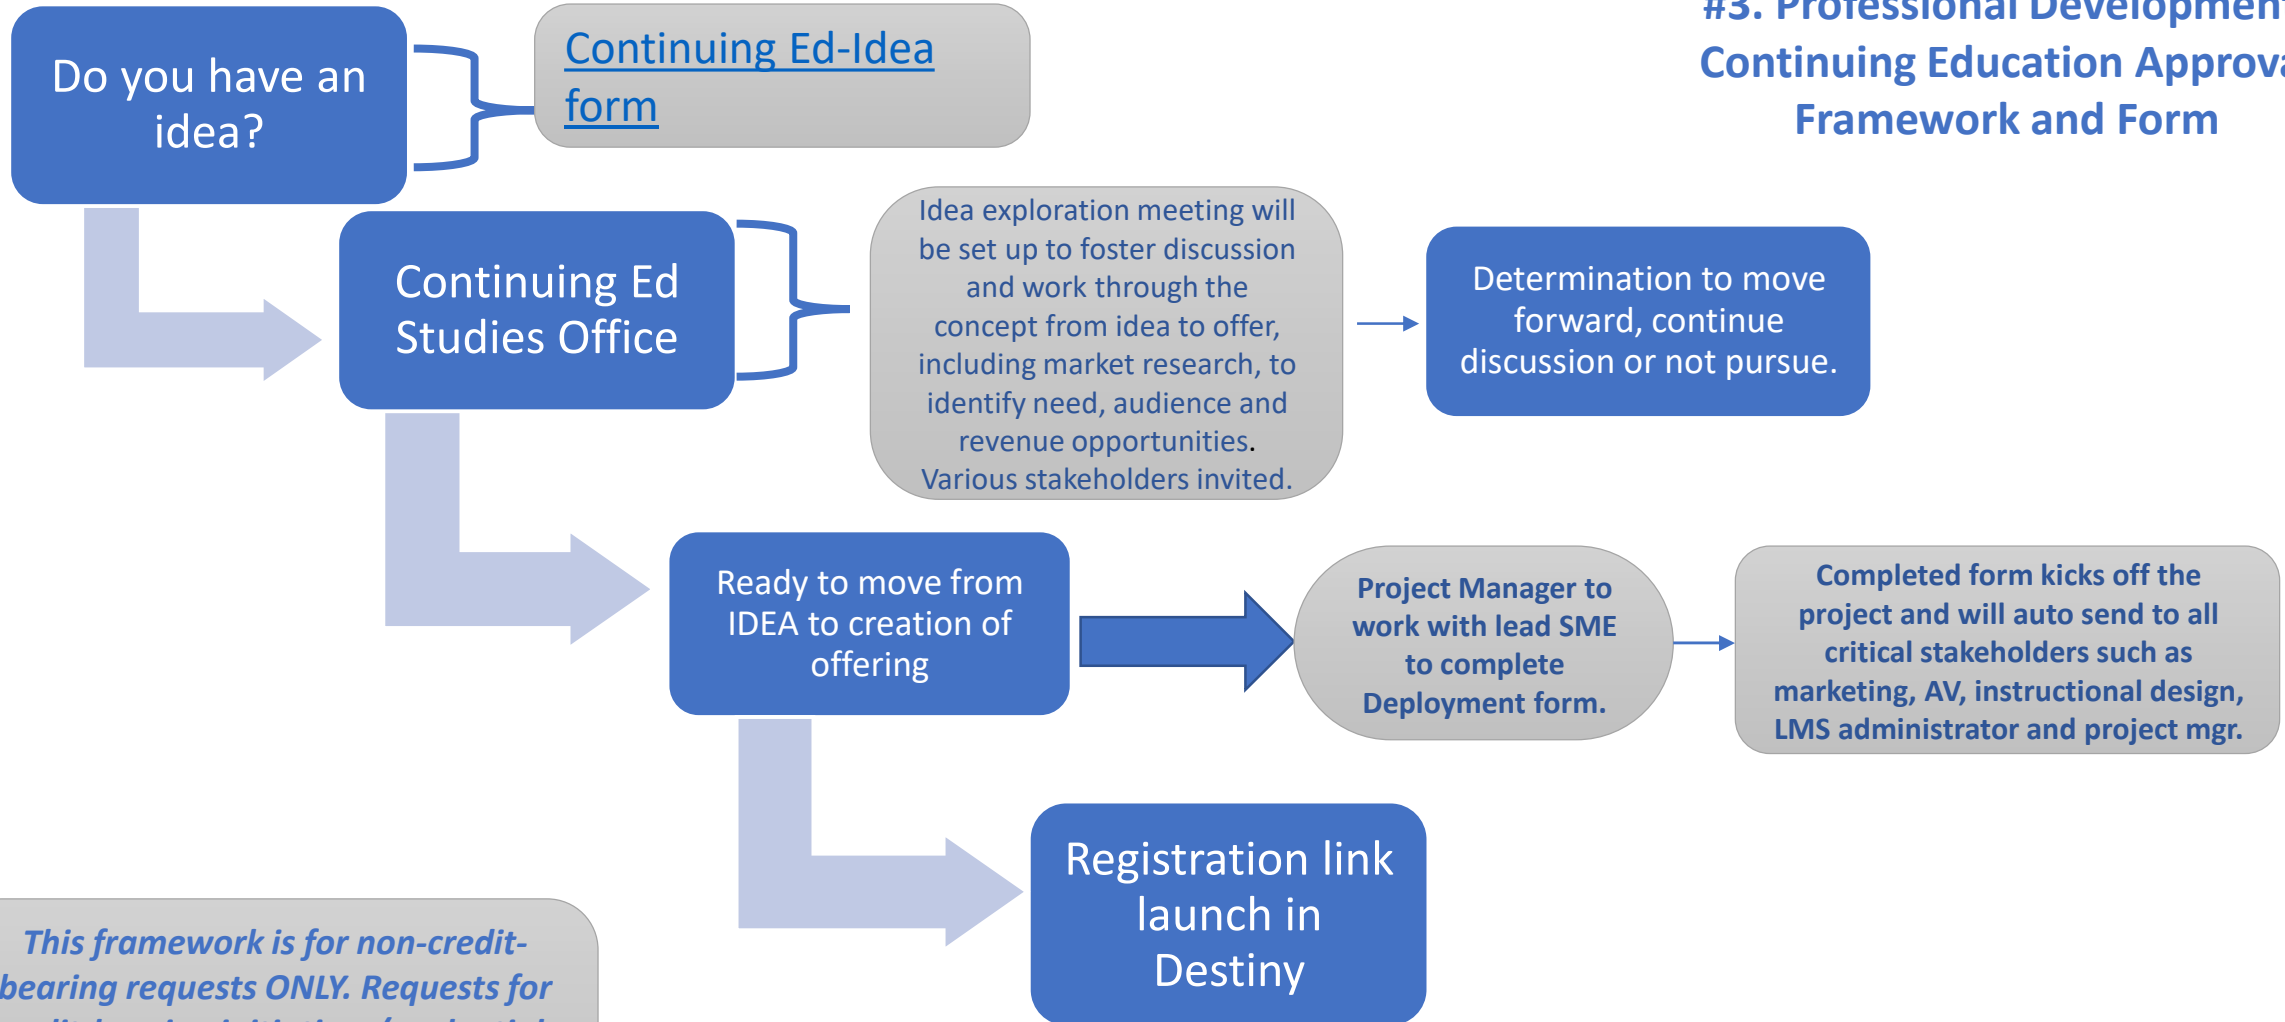 #3. Professional Development
Continuing Education Approval
Framework and Form
Do you have an
idea?
Continuing Ed-Idea
form
Continuing Ed
Studies Office
Idea exploration meeting will
be set up to foster discussion
and work through the
concept from idea to offer,
including market research, to
identify need, audience and
revenue opportunities.
Various stakeholders invited.
Determination to move
forward, continue
discussion or not pursue.
Ready to move from
IDEA to creation of
offering
Project Manager to
work with lead SME
to complete
Deployment form.
Completed form kicks off the
project and will auto send to all
critical stakeholders such as
marketing, AV, instructional design,
LMS administrator and project mgr.
Registration link
launch in
Destiny
This framework is for non-credit-
bearing requests ONLY. Requests for